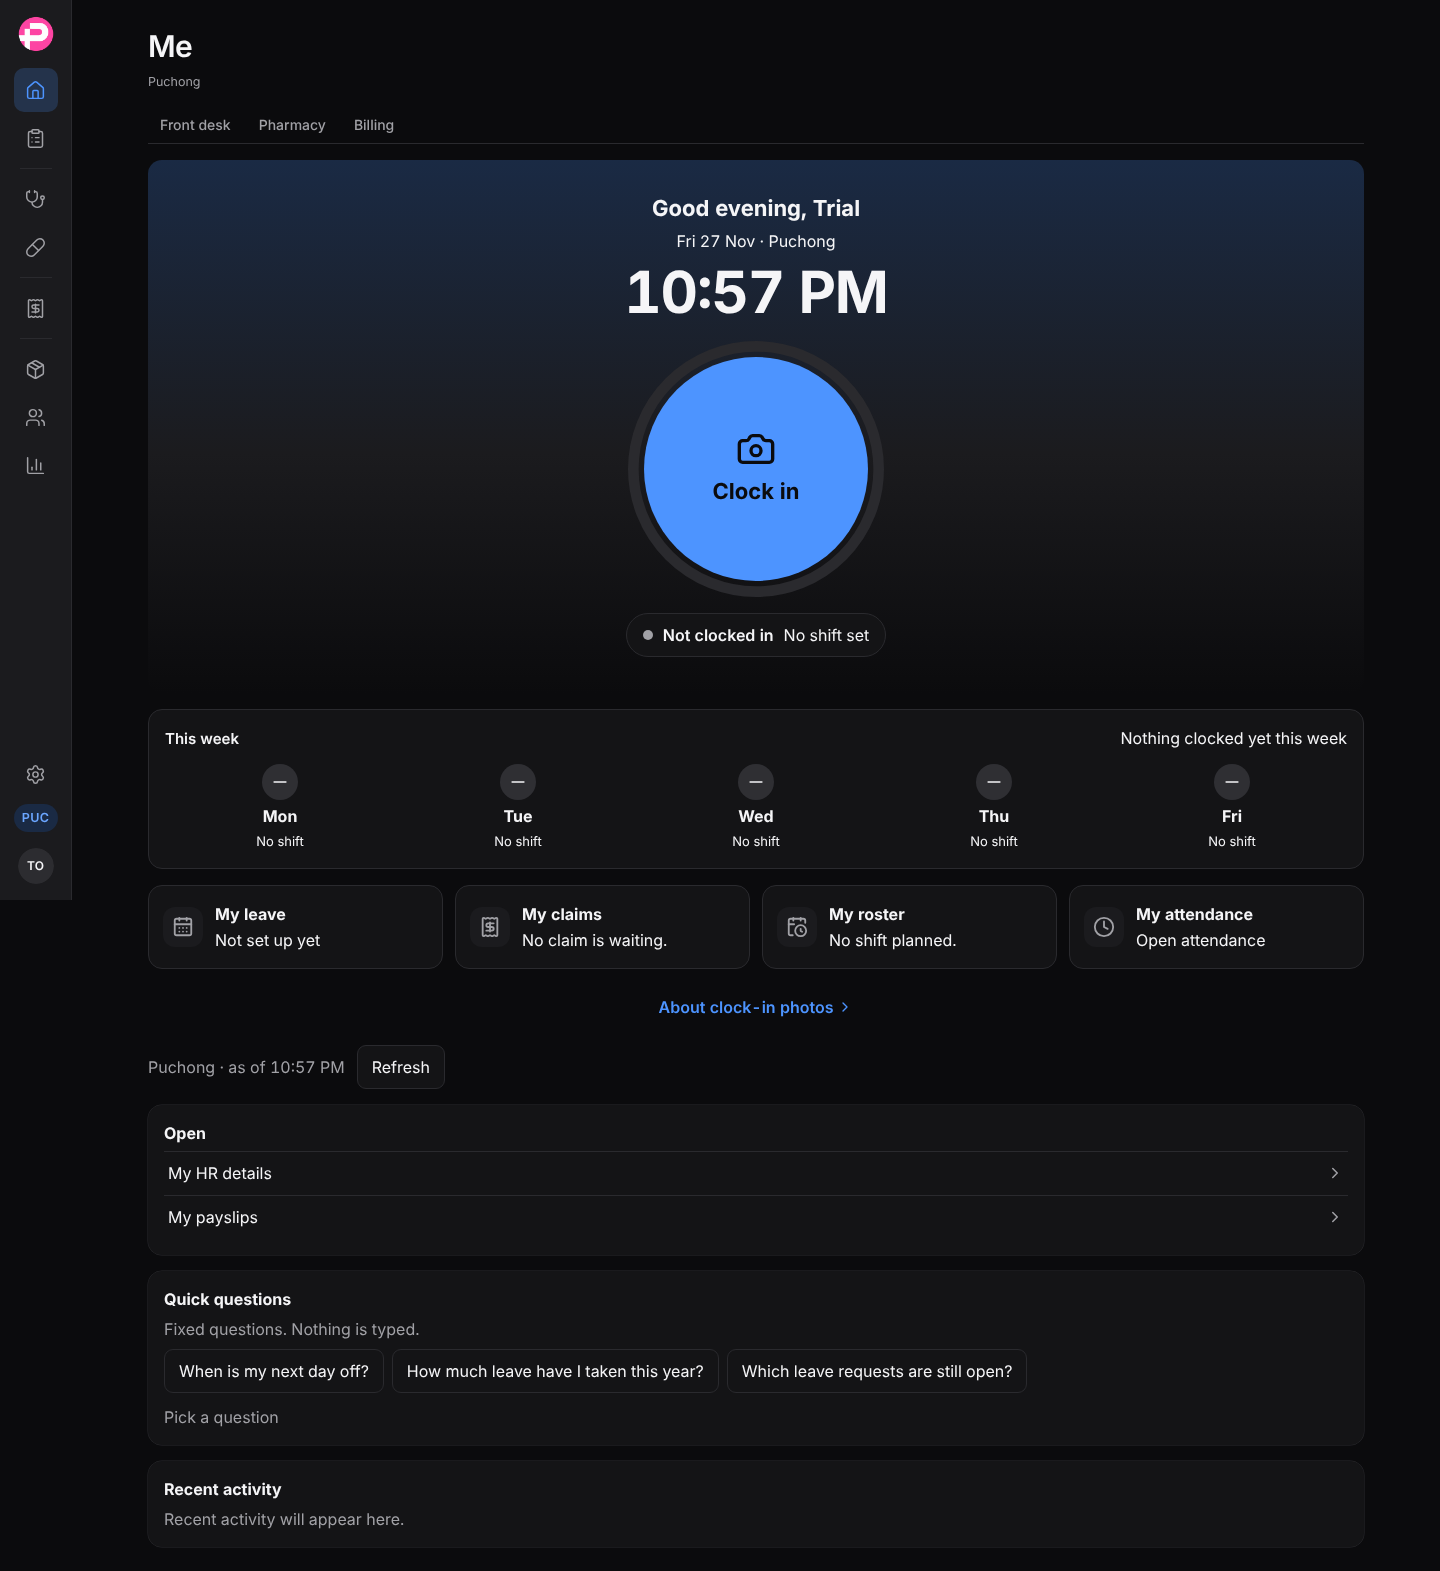 Me
Puchong
Front desk Pharmacy Billing
Good evening, Trial
Fri 27 Nov · Puchong
10:57 PM
Clock in
Not clocked in No shift set
This week Nothing clocked yet this week
Mon Tue Wed Thu Fri
No shift No shift No shift No shift No shift
My leave
Not set up yet
My claims
No claim is waiting.
My roster
No shift planned.
My attendance
Open attendance
About clock-in photos
Puchong · as of 10:57 PM Refresh
Open
My HR details
My payslips
Quick questions
Fixed questions. Nothing is typed.
When is my next day off? How much leave have I taken this year? Which leave requests are still open?
Pick a question
Recent activity
Recent activity will appear here.
PUC
TO